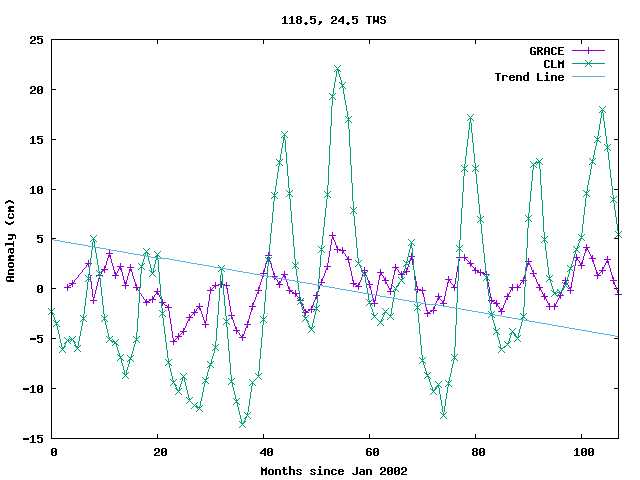 118.5, 24.5 TWS
GRACE
CLM
Trend Line
25
20
15
10
5
0
-5
-10
-15
Anomaly (cm)
0 20 40 60 80 100
Months since Jan 2002